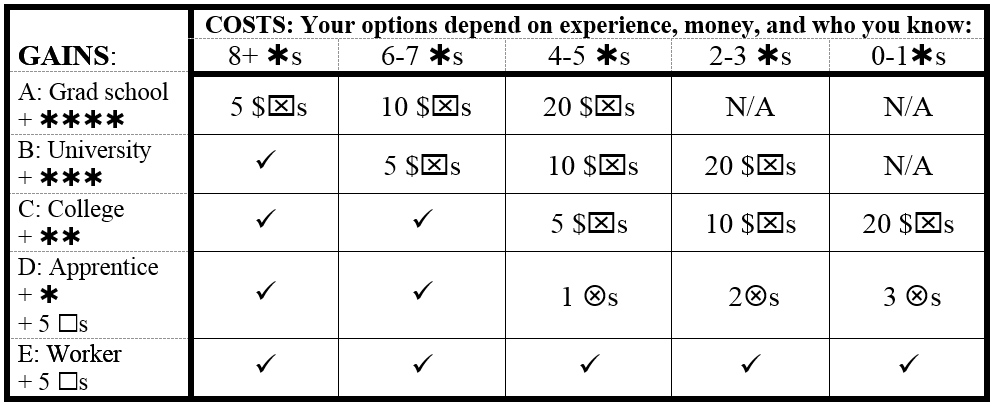 COSTS: Your options depend on experience, money, and who you know:
GAINS: 8+ ✱s 6-7 ✱s 4-5 ✱s 2-3 ✱s 0-1✱s
A: Grad school
+ ✱✱✱✱ 5 $☒s 10 $☒s 20 $☒s N/A N/A
B: University
+ ✱✱✱ ✓ 5 $☒s 10 $☒s 20 $☒s N/A
C: College
+ ✱✱ ✓ ✓ 5 $☒s 10 $☒s 20 $☒s
D: Apprentice
+ ✱ ✓ ✓ 1 ⊗s 2⊗s 3 ⊗s
+ 5 □s
E: Worker
+ 5 □s ✓ ✓ ✓ ✓ ✓